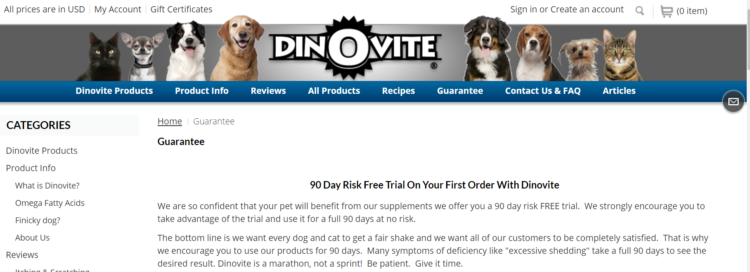 All prices are in USD My Account Gift Certificates Sign in or Create an account (0 item)
DINOVITE®
Dinovite Products Product Info Reviews All Products Recipes Guarantee Contact Us & FAQ Articles
CATEGORIES
Dinovite Products
Product Info
What is Dinovite?
Omega Fatty Acids
Finicky dog?
About Us
Reviews
Itching & Scratching
Home Guarantee
Guarantee
90 Day Risk Free Trial On Your First Order With Dinovite
We are so confident that your pet will benefit from our supplements we offer you a 90 day risk FREE trial. We strongly encourage you to
take advantage of the trial and use it for a full 90 days at no risk.
The bottom line is we want every dog and cat to get a fair shake and we want all of our customers to be completely satisfied. That is why
we encourage you to use our products for 90 days. Many symptoms of deficiency like "excessive shedding" take a full 90 days to see the
desired result. Dinovite is a marathon, not a sprint! Be patient. Give it time.